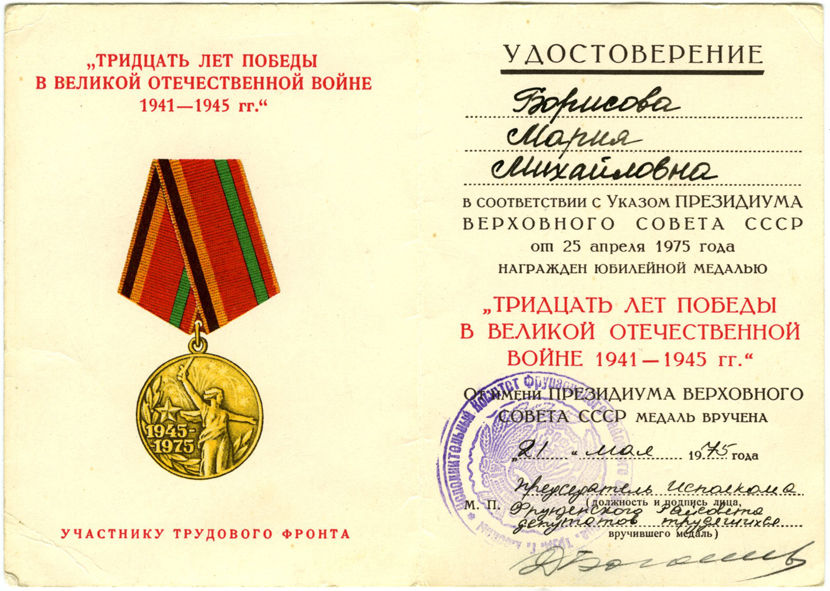 „ТРИДЦАТЬ ЛЕТ ПОБЕДЫ
В ВЕЛИКОЙ ОТЕЧЕСТВЕННОЙ ВОЙНЕ
1941—1945 гг.“
1945-
1975
УЧАСТНИКУ ТРУДОВОГО ФРОНТА
УДОСТОВЕРЕНИЕ
Борисова
Мария
Михайловна
В СООТВЕТСТВИИ С УКАЗОМ ПРЕЗИДИУМА
ВЕРХОВНОГО СОВЕТА СССР
от 25 апреля 1975 года
НАГРАЖДЕН ЮБИЛЕЙНОЙ МЕДАЛЬЮ
„ТРИДЦАТЬ ЛЕТ ПОБЕДЫ
В ВЕЛИКОЙ ОТЕЧЕСТВЕННОЙ
ВОЙНЕ 1941—1945 гг.“
ОТ имени ПРЕЗИДИУМА ВЕРХОВНОГО
СОВЕТА СССР МЕДАЛЬ ВРУЧЕНА
„21“ мая 1975 года
председатель Исполкома
М. П. (должность и подпись лица,
Фрунзенского Райсовета
депутатов трудящихся
вручившего медаль)
Исполнительный Комитет